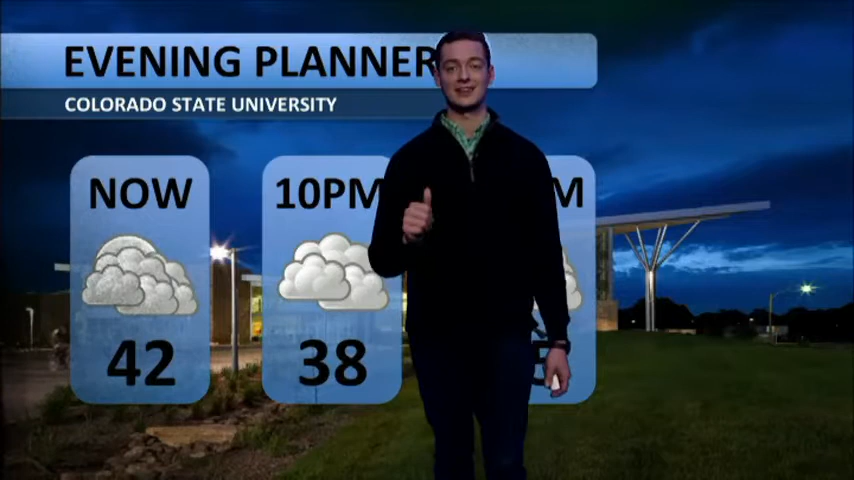 EVENING PLANNER
COLORADO STATE UNIVERSITY
NOW
10PM
42
38